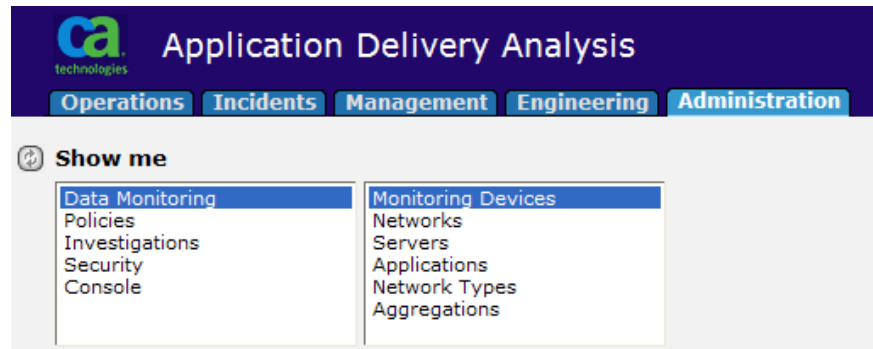 ca.
technologies
Application Delivery Analysis
Operations Incidents Management Engineering Administration
Show me
Data Monitoring
Policies
Investigations
Security
Console
Monitoring Devices
Networks
Servers
Applications
Network Types
Aggregations